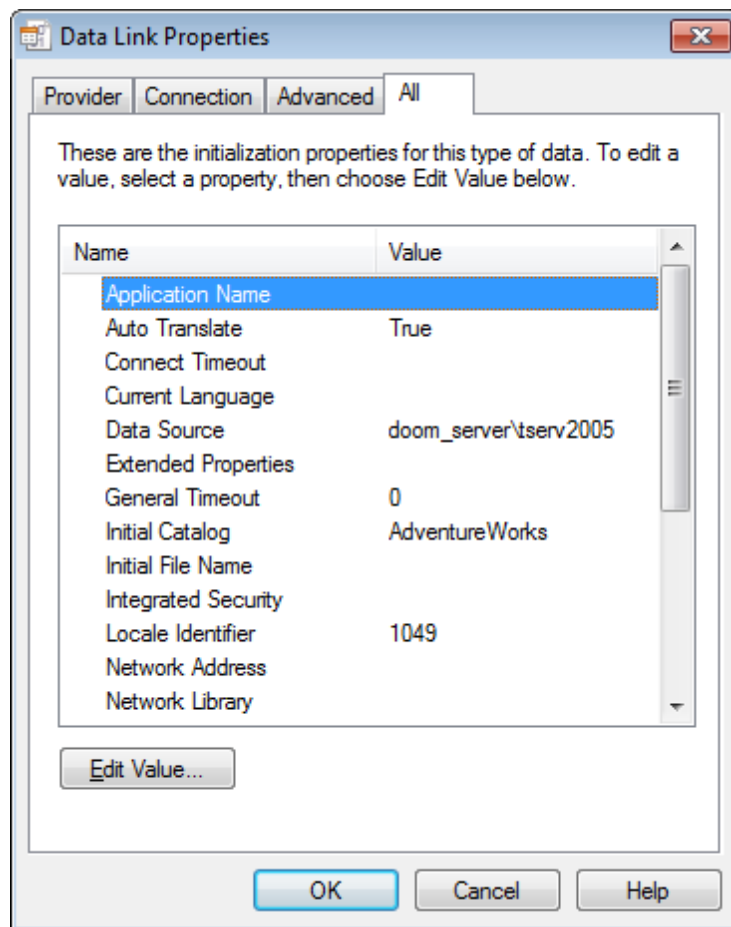 Data Link Properties
Provider Connection Advanced All
These are the initialization properties for this type of data. To edit a
value, select a property, then choose Edit Value below.
Name Value
Application Name
Auto Translate True
Connect Timeout
Current Language
Data Source doom_server\tserv2005
Extended Properties
General Timeout 0
Initial Catalog AdventureWorks
Initial File Name
Integrated Security
Locale Identifier 1049
Network Address
Network Library
Edit Value...
OK Cancel Help